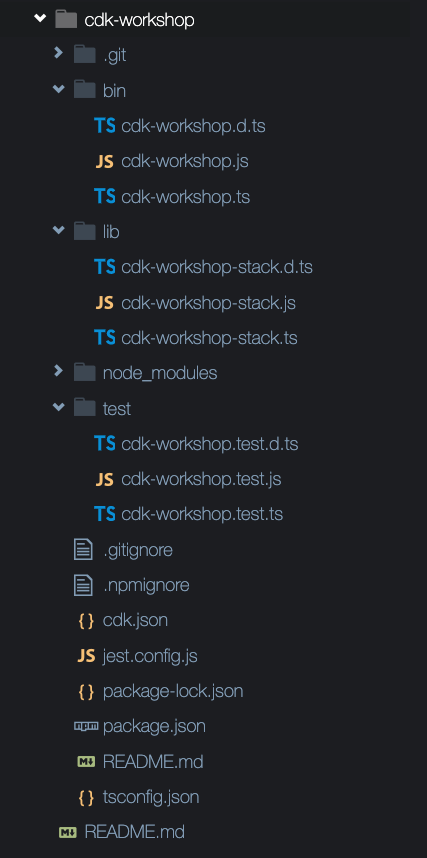 cdk-workshop
.git
bin
TS cdk-workshop.d.ts
JS cdk-workshop.js
TS cdk-workshop.ts
lib
TS cdk-workshop-stack.d.ts
JS cdk-workshop-stack.js
TS cdk-workshop-stack.ts
node_modules
test
TS cdk-workshop.test.d.ts
JS cdk-workshop.test.js
TS cdk-workshop.test.ts
.gitignore
.npmignore
{} cdk.json
JS jest.config.js
{} package-lock.json
package.json
M↓ README.md
{} tsconfig.json
M↓ README.md